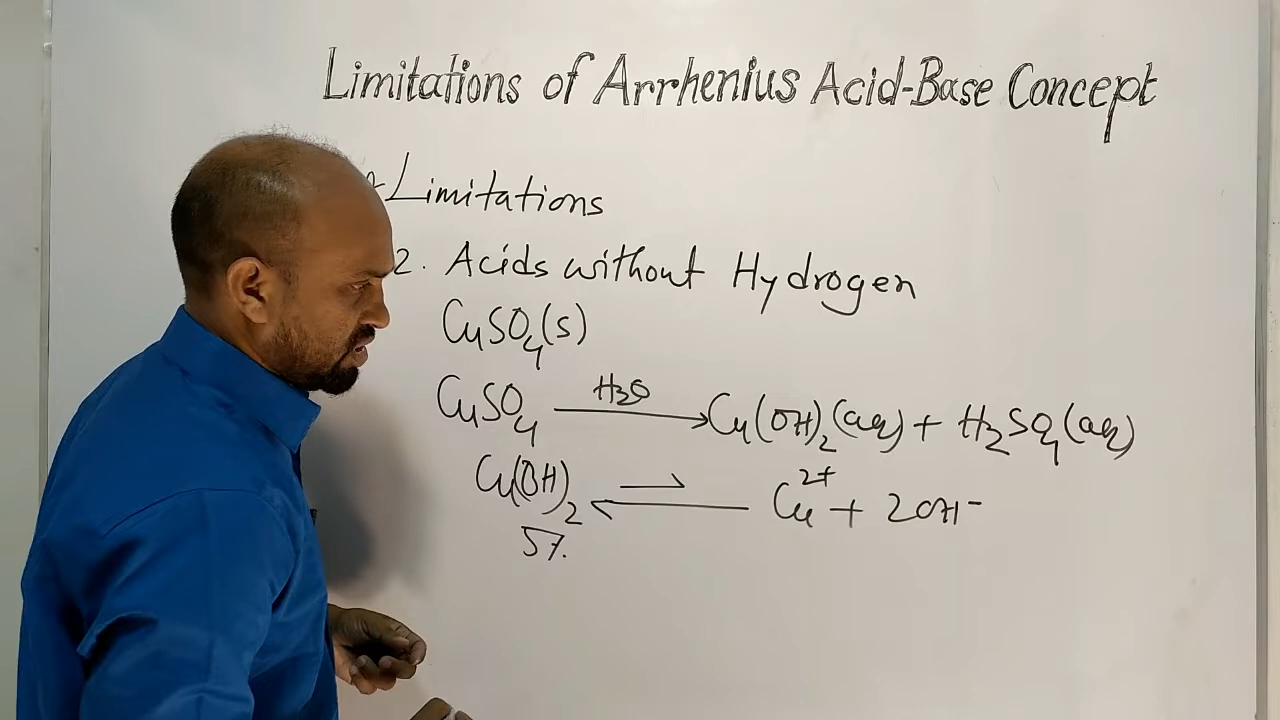 Limitations of Arrhenius Acid-Base Concept
Limitations
2. Acids without Hydrogen
CuSO₄(s)
CuSO₄ —H₂O→ Cu(OH)₂(aq) + H₂SO₄(aq)
Cu(OH)₂ ⇌ Cu²⁺ + 2OH⁻
5%